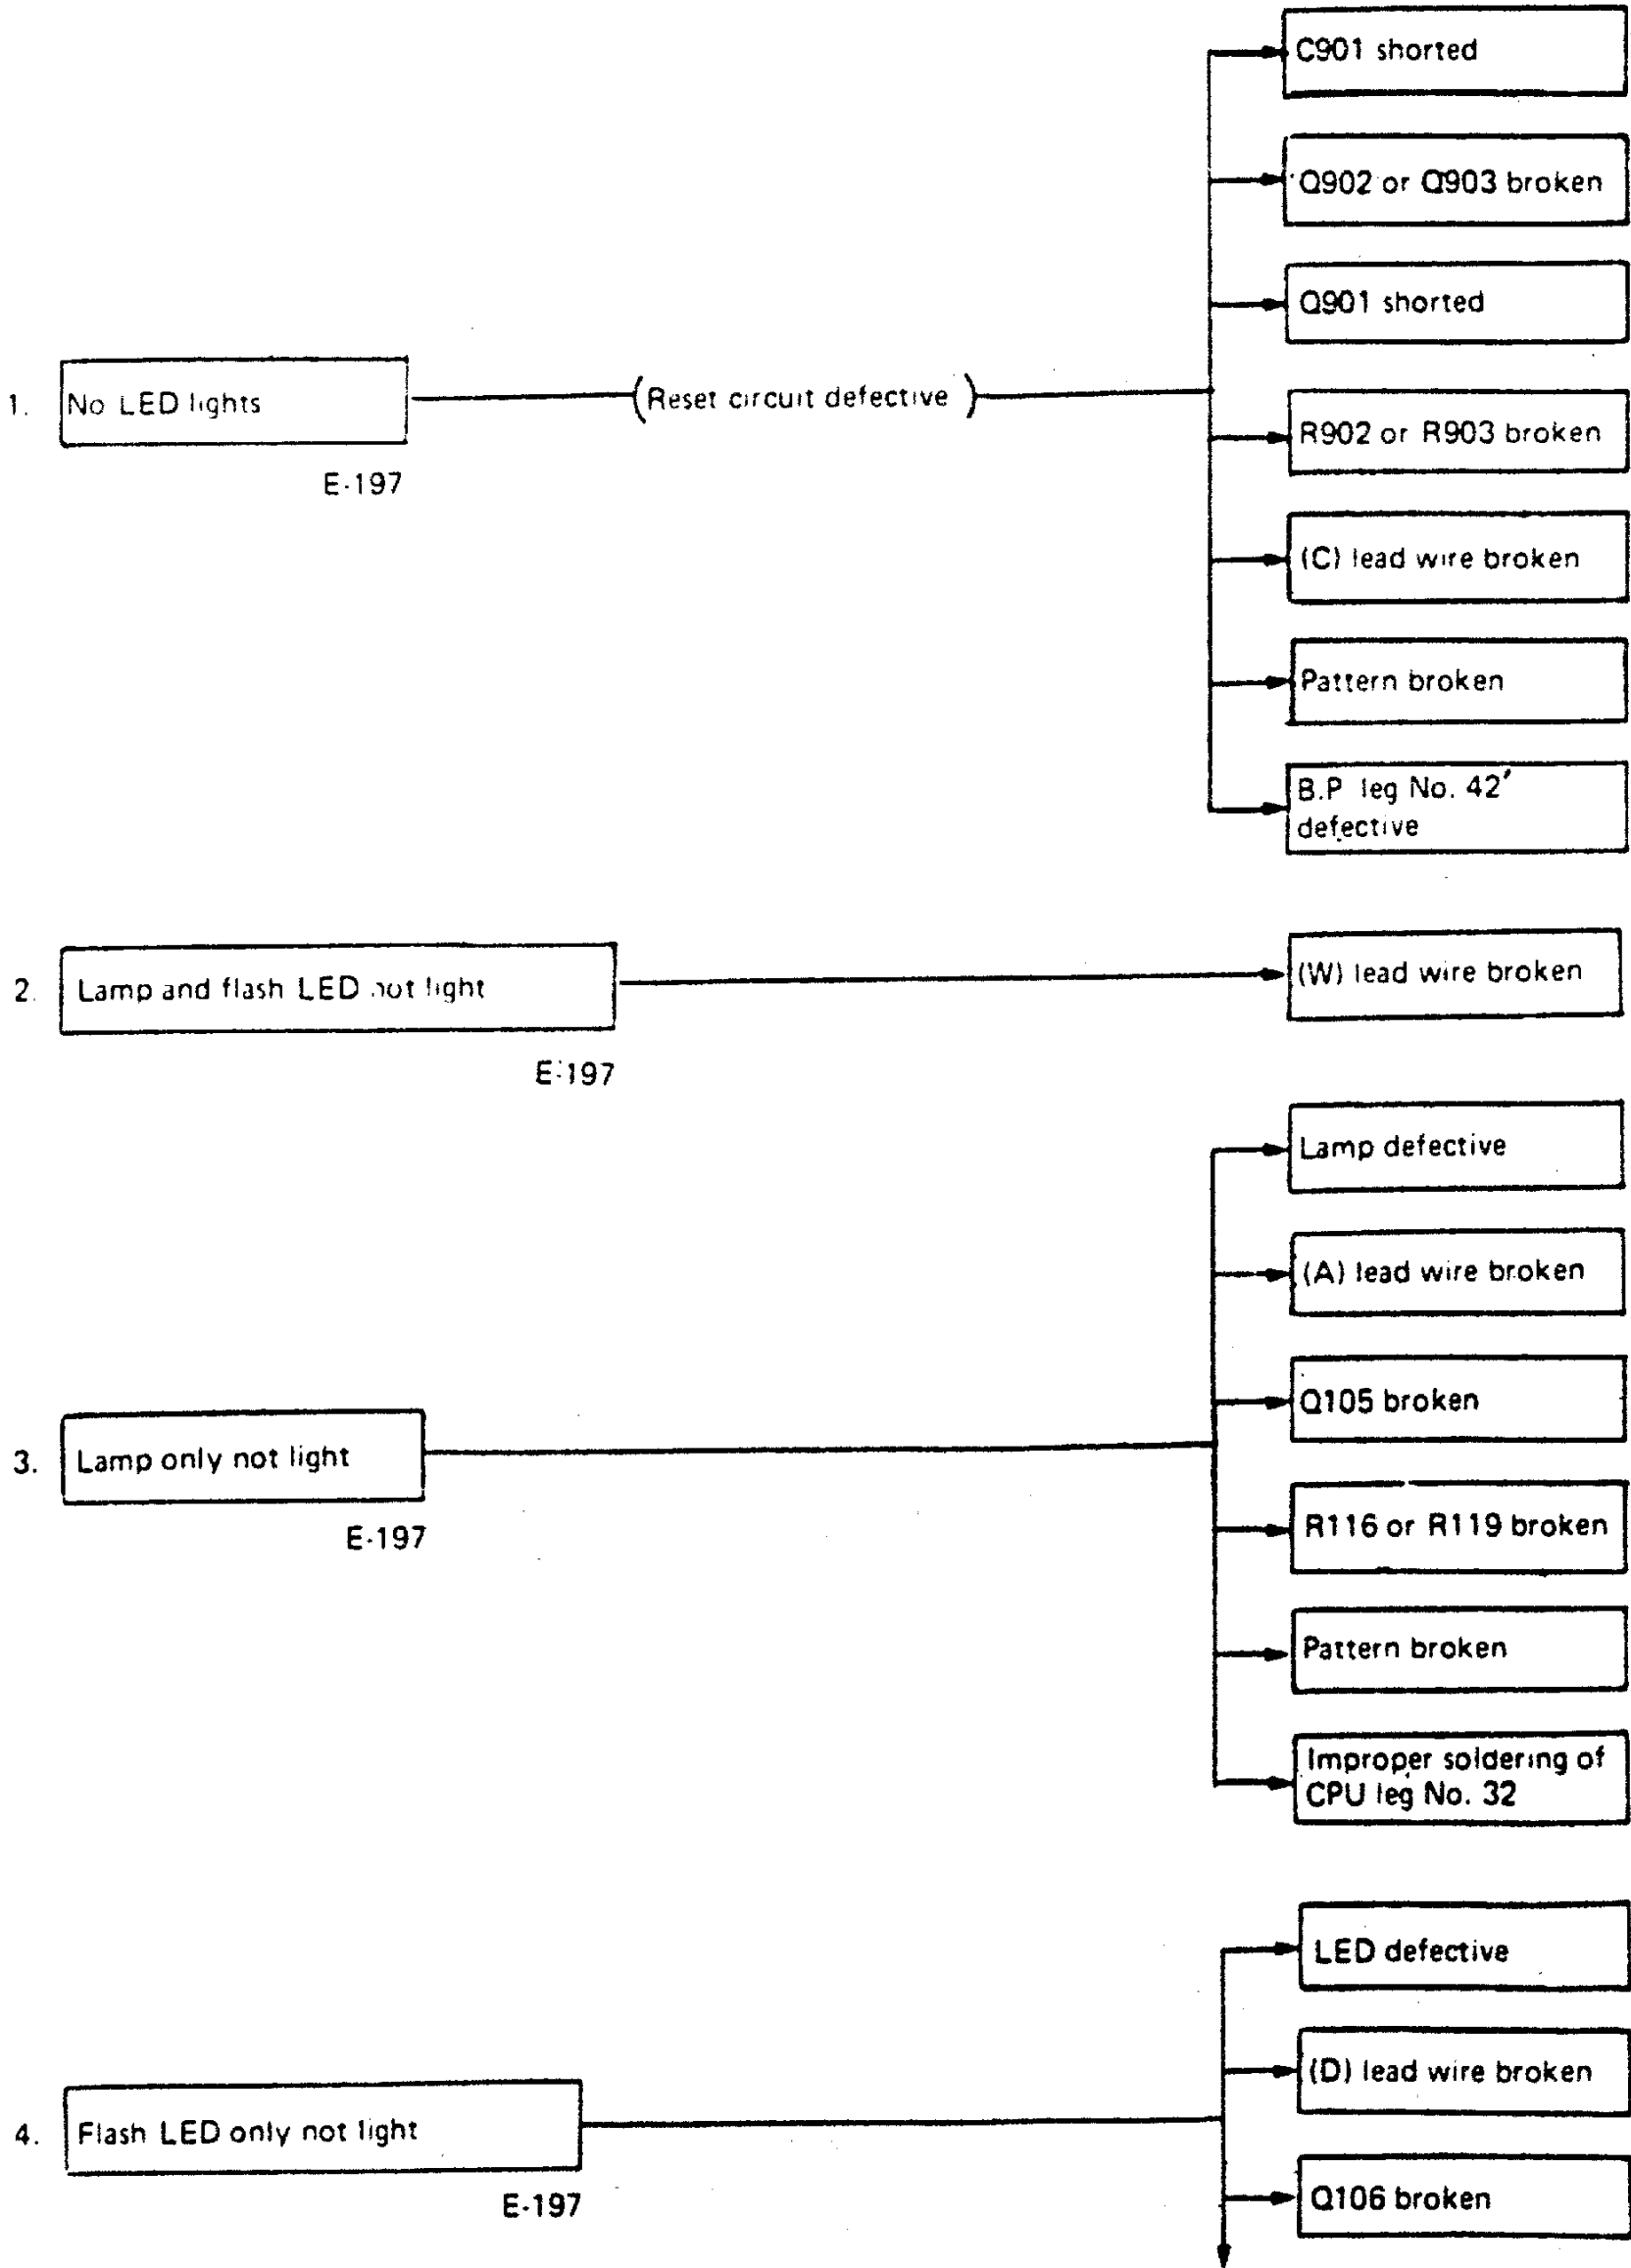 C901 shorted
Q902 or Q903 broken
Q901 shorted
1. No LED lights
(Reset circuit defective)
R902 or R903 broken
E-197
(C) lead wire broken
Pattern broken
B.P leg No. 42'
defective
2. Lamp and flash LED not light
(W) lead wire broken
E-197
Lamp defective
(A) lead wire broken
Q105 broken
3. Lamp only not light
R116 or R119 broken
E-197
Pattern broken
Improper soldering of
CPU leg No. 32
LED defective
(D) lead wire broken
4. Flash LED only not light
Q106 broken
E-197